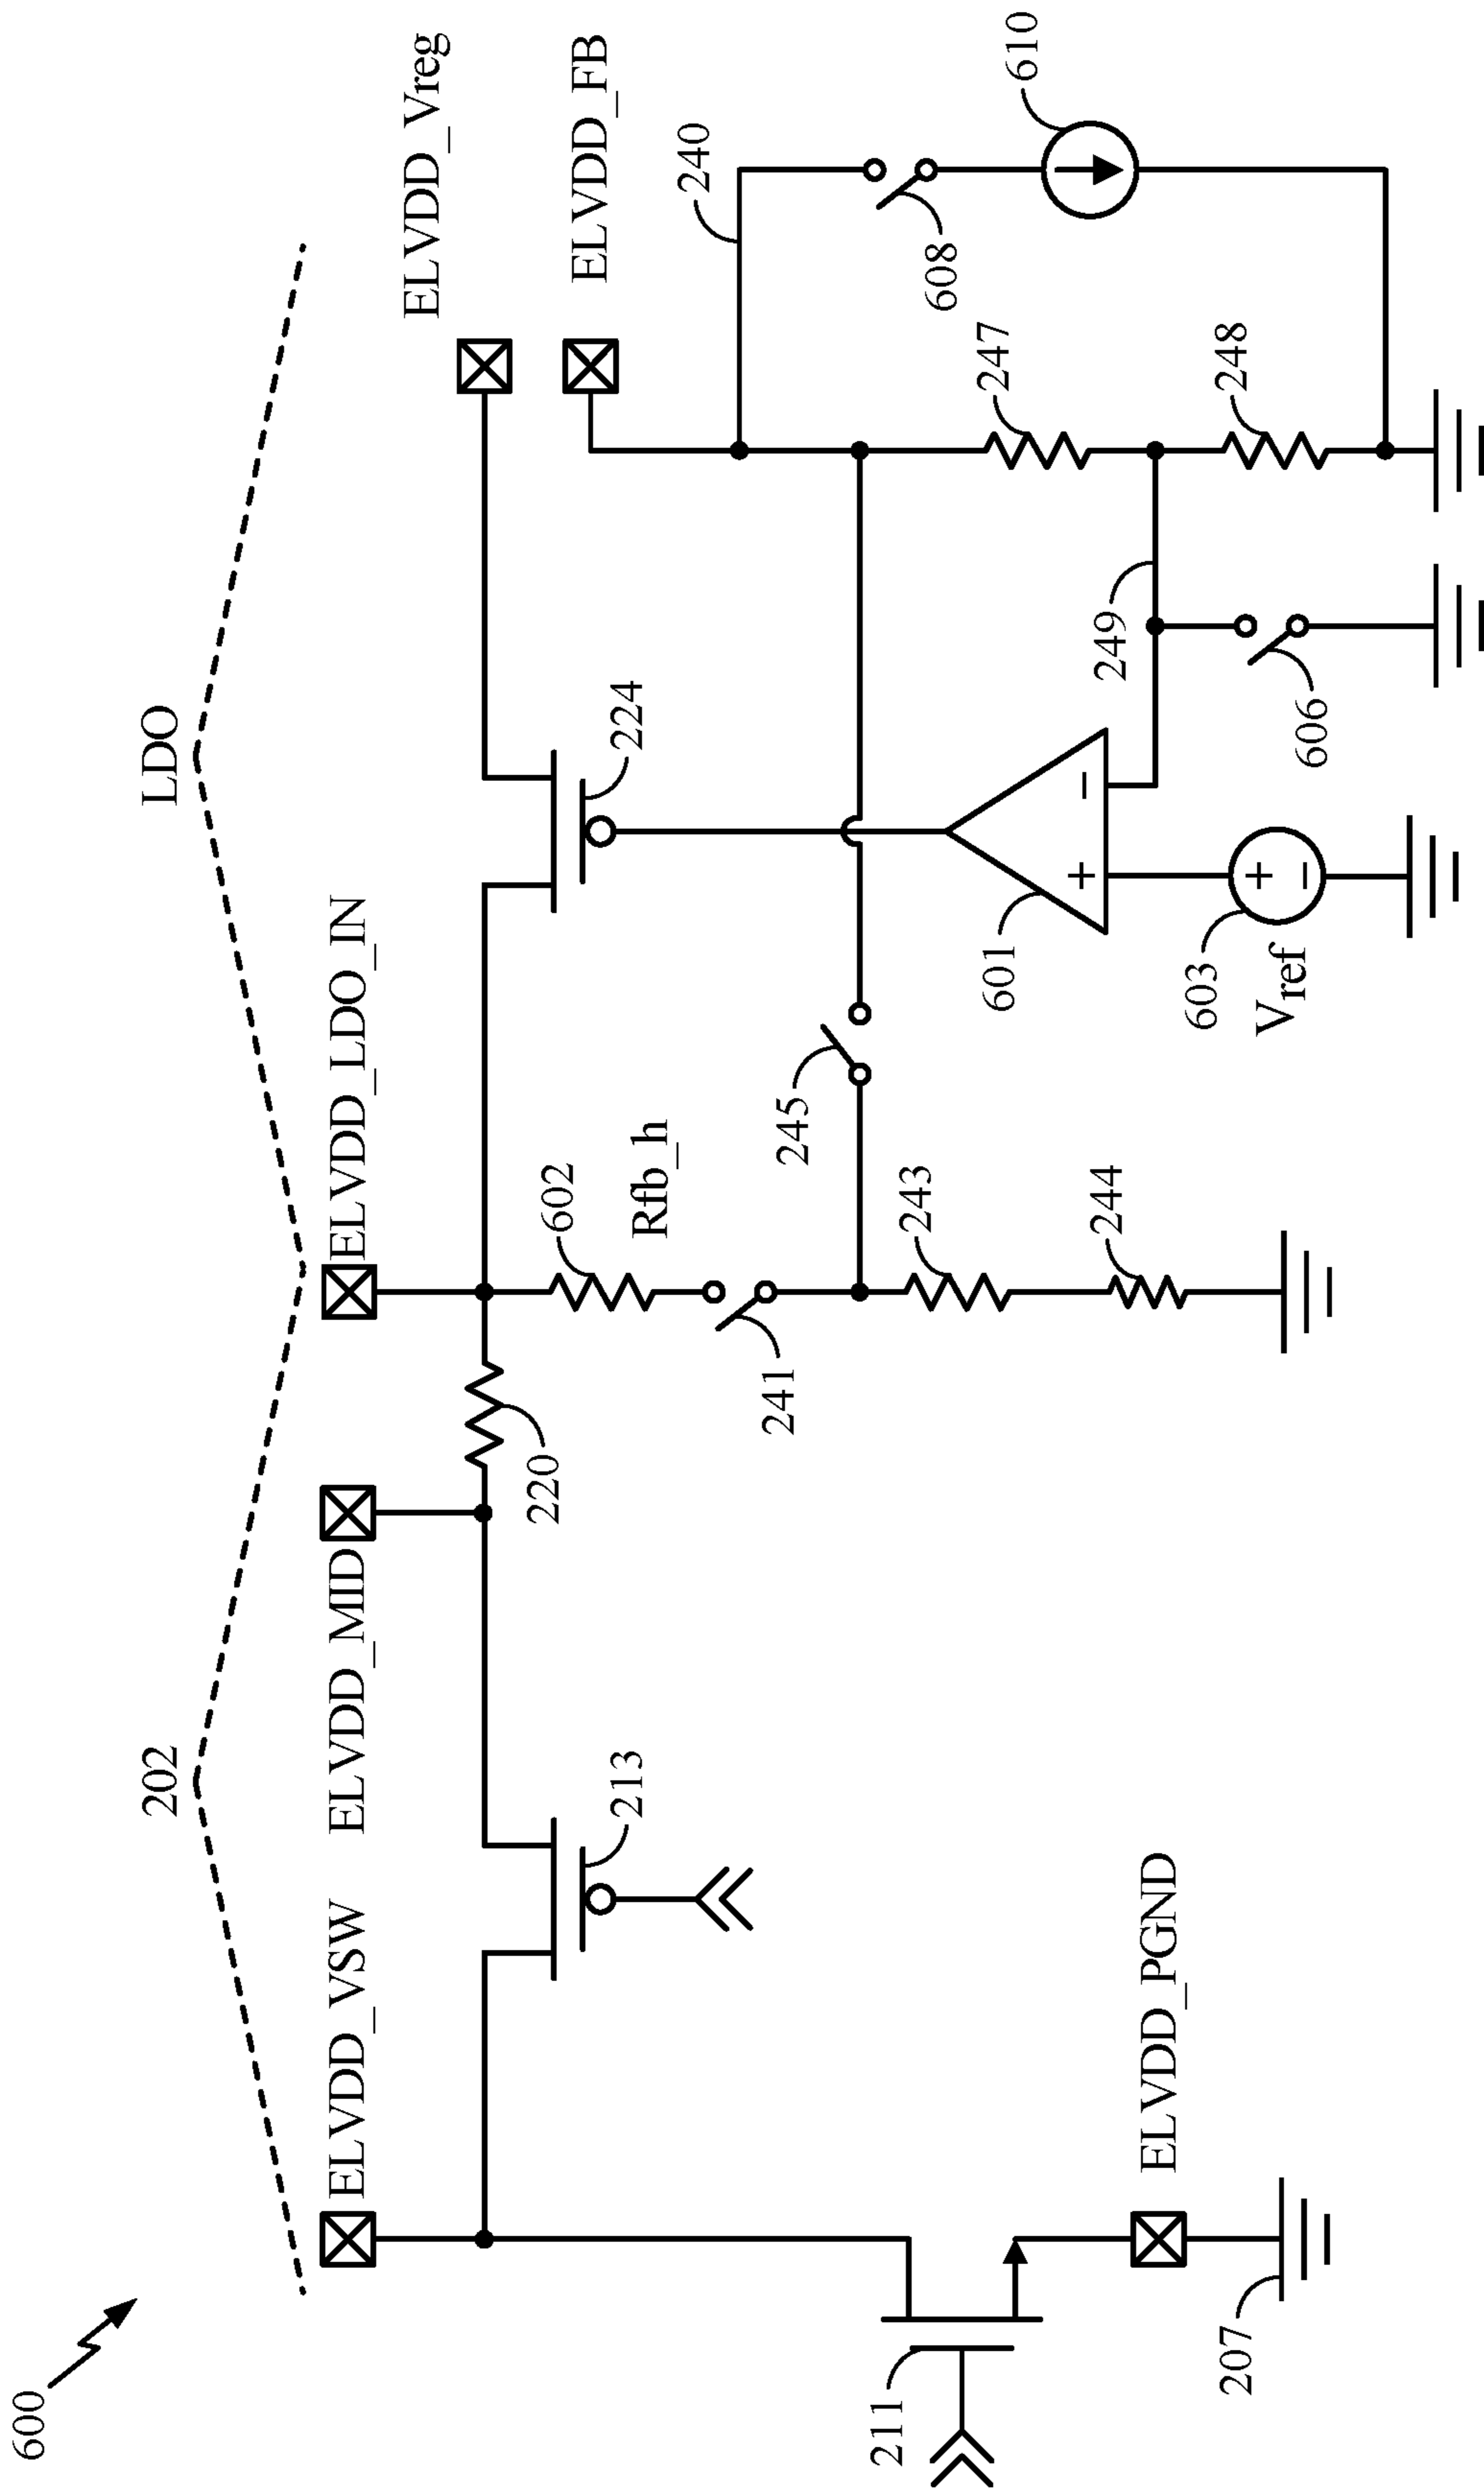 600
202
LDO
ELVDD_VSW
ELVDD_MID
ELVDD_LDO_IN
ELVDD_Vreg
ELVDD_FB
213
220
602
Rfb_h
241
245
224
240
243
244
601
+
−
603
Vref
+
−
249
606
247
248
608
610
211
ELVDD_PGND
207